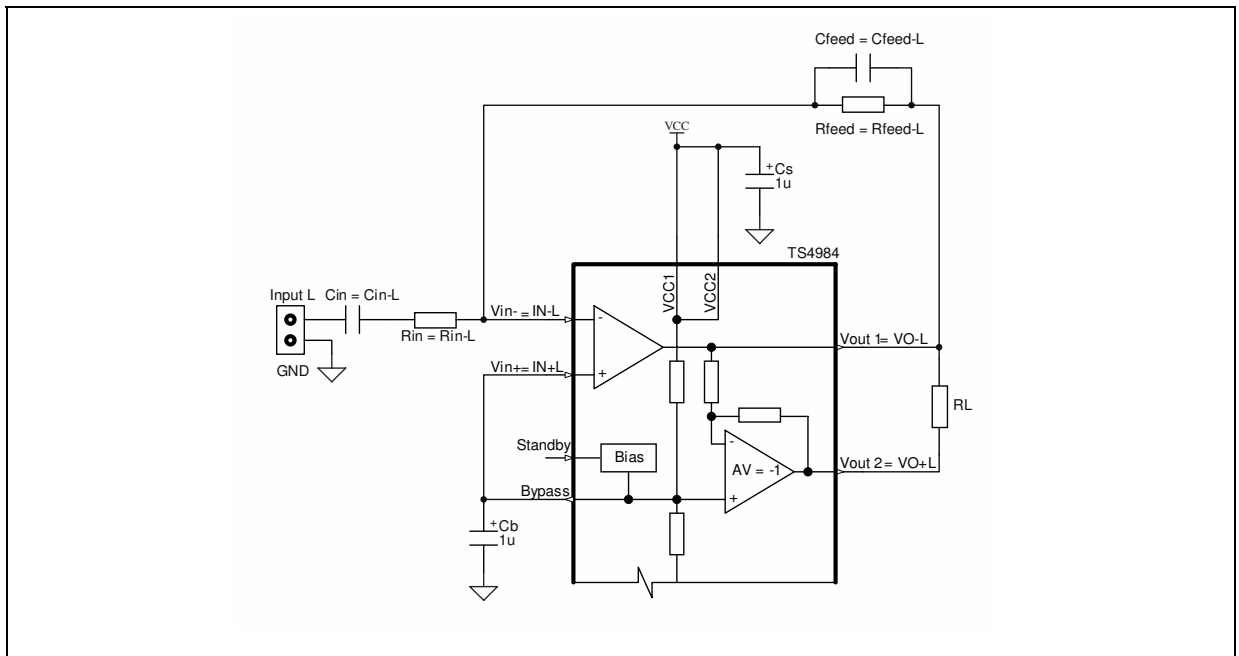 Cfeed = Cfeed-L
Rfeed = Rfeed-L
VCC
+Cs
1u
TS4984
VCC1
VCC2
Input L
Cin = Cin-L
Rin = Rin-L
GND
Vin- = IN-L
-
Vin+= IN+L
+
Vout 1= VO-L
RL
Standby
Bias
-
AV = -1
+
Vout 2 = VO+L
Bypass
+Cb
1u